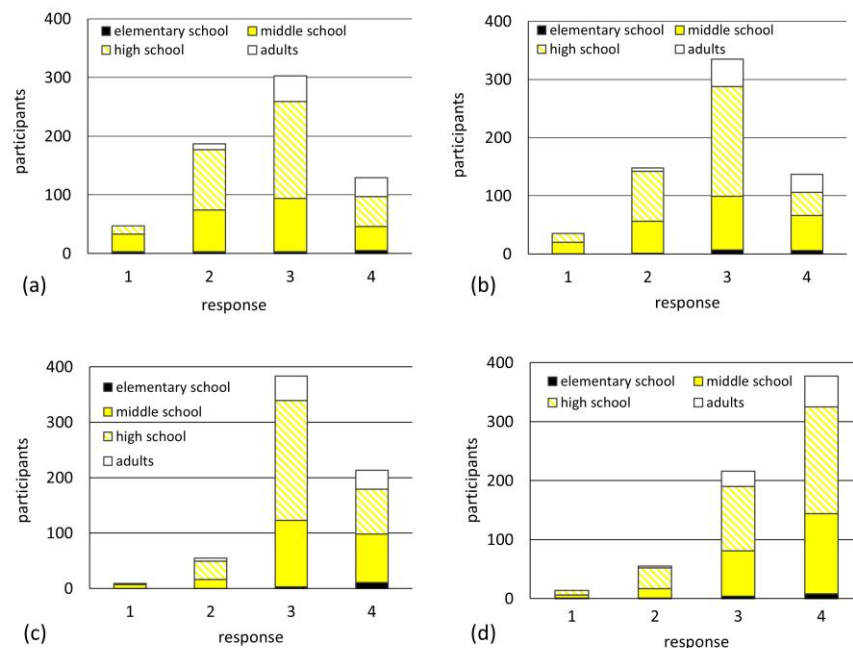 400
elementary school
middle school
high school
adults
300
200
100
0
participants
1 2 3 4
response
(a)
400
elementary school
middle school
high school
adults
300
200
100
0
participants
1 2 3 4
response
(b)
400
elementary school
middle school
high school
adults
300
200
100
0
participants
1 2 3 4
response
(c)
400
elementary school
middle school
high school
adults
300
200
100
0
participants
1 2 3 4
response
(d)